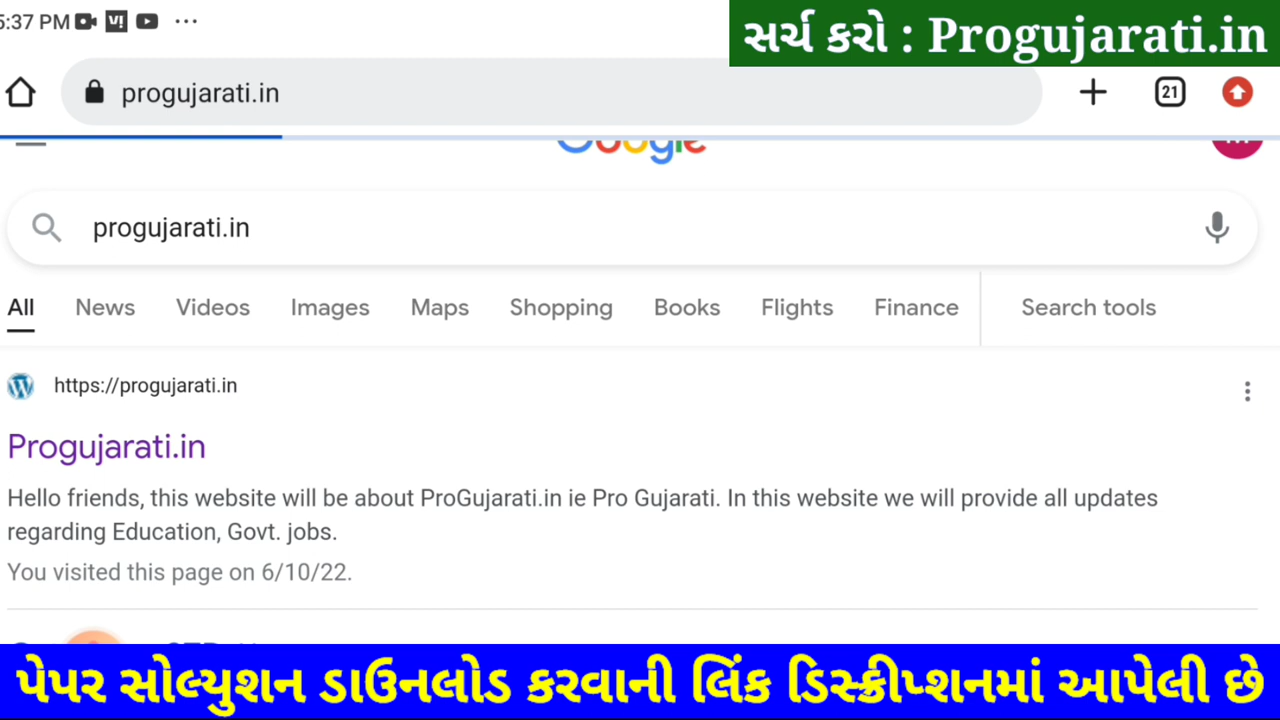 5:37 PM
સર્ચ કરો : Progujarati.in
progujarati.in
21
Google
progujarati.in
All News Videos Images Maps Shopping Books Flights Finance Search tools
https://progujarati.in
Progujarati.in
Hello friends, this website will be about ProGujarati.in ie Pro Gujarati. In this website we will provide all updates
regarding Education, Govt. jobs.
You visited this page on 6/10/22.
પેપર સોલ્યુશન ડાઉનલોડ કરવાની લિંક ડિસ્ક્રીપ્શનમાં આપેલી છે